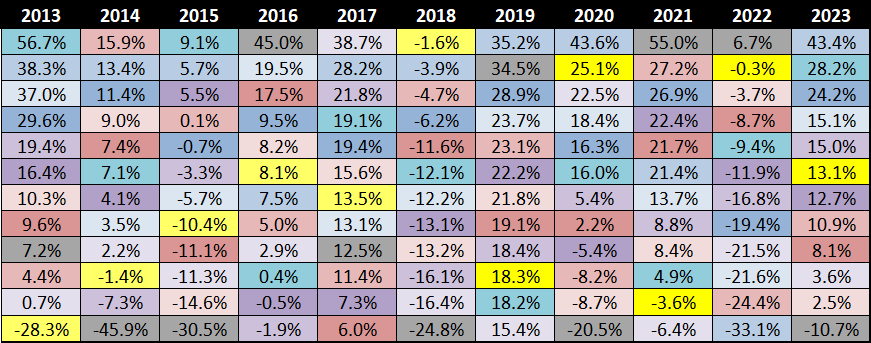 2013 2014 2015 2016 2017 2018 2019 2020 2021 2022 2023
56.7% 15.9% 9.1% 45.0% 38.7% -1.6% 35.2% 43.6% 55.0% 6.7% 43.4%
38.3% 13.4% 5.7% 19.5% 28.2% -3.9% 34.5% 25.1% 27.2% -0.3% 28.2%
37.0% 11.4% 5.5% 17.5% 21.8% -4.7% 28.9% 22.5% 26.9% -3.7% 24.2%
29.6% 9.0% 0.1% 9.5% 19.1% -6.2% 23.7% 18.4% 22.4% -8.7% 15.1%
19.4% 7.4% -0.7% 8.2% 19.4% -11.6% 23.1% 16.3% 21.7% -9.4% 15.0%
16.4% 7.1% -3.3% 8.1% 15.6% -12.1% 22.2% 16.0% 21.4% -11.9% 13.1%
10.3% 4.1% -5.7% 7.5% 13.5% -12.2% 21.8% 5.4% 13.7% -16.8% 12.7%
9.6% 3.5% -10.4% 5.0% 13.1% -13.1% 19.1% 2.2% 8.8% -19.4% 10.9%
7.2% 2.2% -11.1% 2.9% 12.5% -13.2% 18.4% -5.4% 8.4% -21.5% 8.1%
4.4% -1.4% -11.3% 0.4% 11.4% -16.1% 18.3% -8.2% 4.9% -21.6% 3.6%
0.7% -7.3% -14.6% -0.5% 7.3% -16.4% 18.2% -8.7% -3.6% -24.4% 2.5%
-28.3% -45.9% -30.5% -1.9% 6.0% -24.8% 15.4% -20.5% -6.4% -33.1% -10.7%